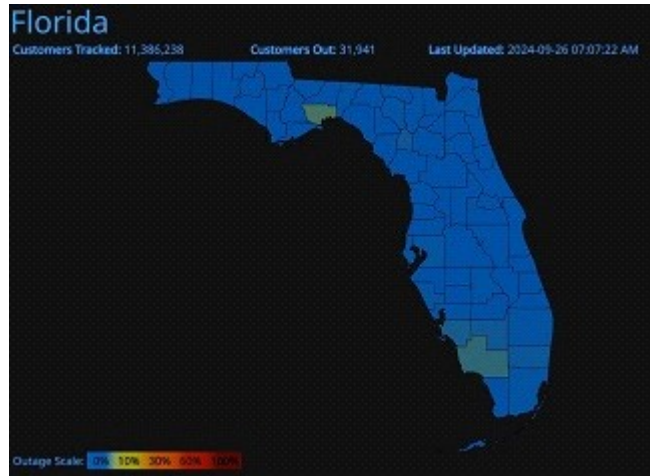 Florida
Customers Tracked: 11,386,238 Customers Out: 31,941 Last Updated: 2024-09-26 07:07:22 AM
Outage Scale: 0% 10% 30% 60% 100%